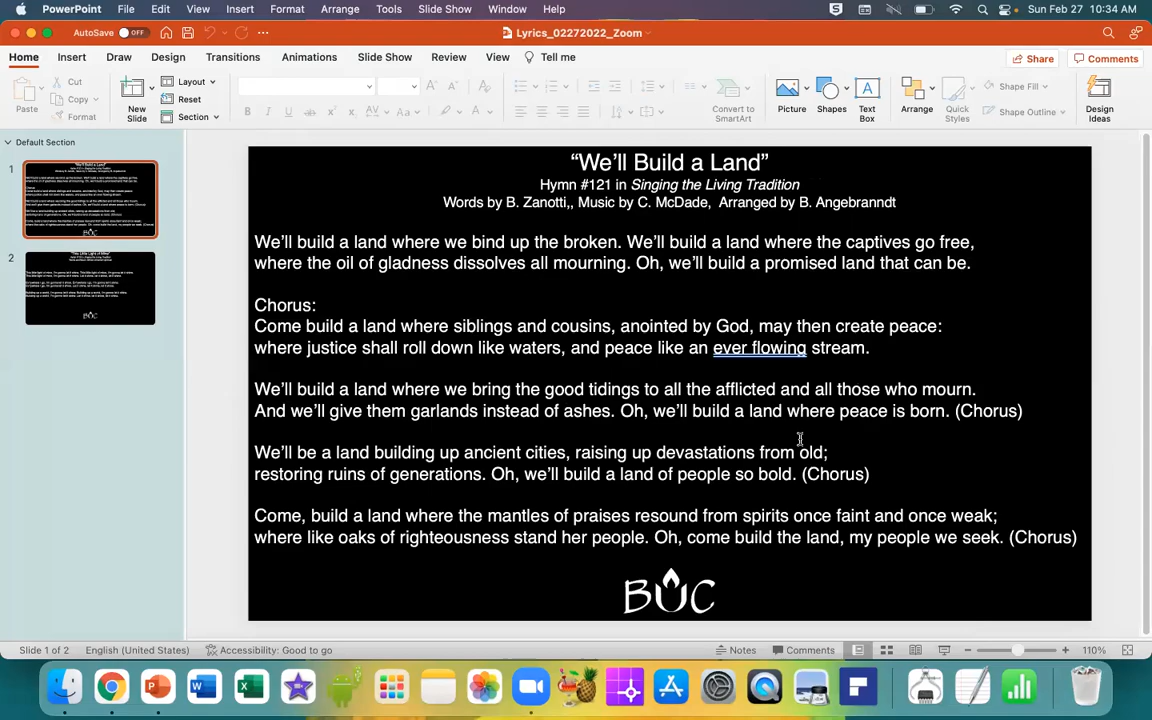 PowerPoint File Edit View Insert Format Arrange Tools Slide Show Window Help Sun Feb 27 10:34 AM
AutoSave OFF Lyrics_02272022_Zoom
Home Insert Draw Design Transitions Animations Slide Show Review View Tell me Share Comments
Paste Cut Copy Format New Slide Layout Reset Section Convert to SmartArt Picture Shapes Text Box Arrange Quick Styles Shape Fill Shape Outline Design Ideas
Default Section
1
2
“We’ll Build a Land”
Hymn #121 in Singing the Living Tradition
Words by B. Zanotti,, Music by C. McDade, Arranged by B. Angebranndt
We’ll build a land where we bind up the broken. We’ll build a land where the captives go free,
where the oil of gladness dissolves all mourning. Oh, we’ll build a promised land that can be.
Chorus:
Come build a land where siblings and cousins, anointed by God, may then create peace:
where justice shall roll down like waters, and peace like an ever flowing stream.
We’ll build a land where we bring the good tidings to all the afflicted and all those who mourn.
And we’ll give them garlands instead of ashes. Oh, we’ll build a land where peace is born. (Chorus)
We’ll be a land building up ancient cities, raising up devastations from old;
restoring ruins of generations. Oh, we’ll build a land of people so bold. (Chorus)
Come, build a land where the mantles of praises resound from spirits once faint and once weak;
where like oaks of righteousness stand her people. Oh, come build the land, my people we seek. (Chorus)
BUC
Slide 1 of 2 English (United States) Accessibility: Good to go Notes Comments 110%